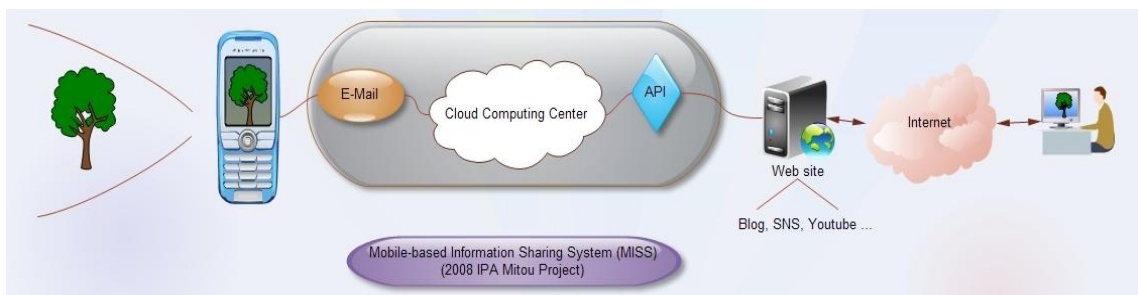 E-Mail
Cloud Computing Center
API
Internet
Web site
Blog, SNS, Youtube ...
Mobile-based Information Sharing System (MISS)
(2008 IPA Mitou Project)